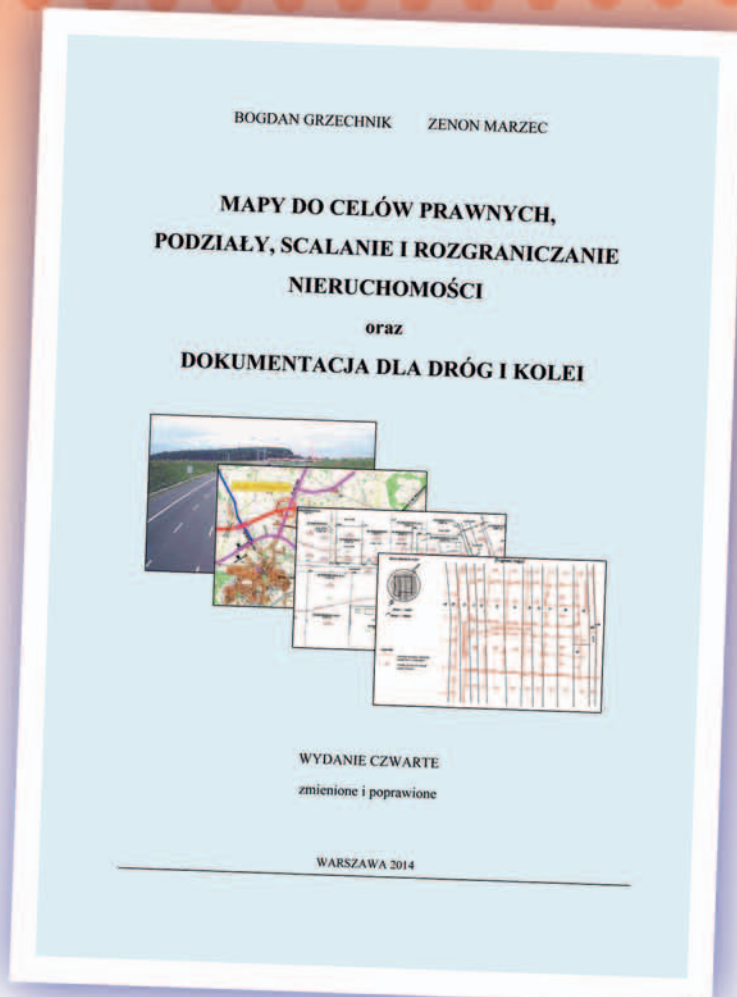 BOGDAN GRZECHNIK ZENON MARZEC
MAPY DO CELÓW PRAWNYCH,
PODZIAŁY, SCALANIE I ROZGRANICZANIE
NIERUCHOMOŚCI
oraz
DOKUMENTACJA DLA DRÓG I KOLEI
WYDANIE CZWARTE
zmienione i poprawione
WARSZAWA 2014